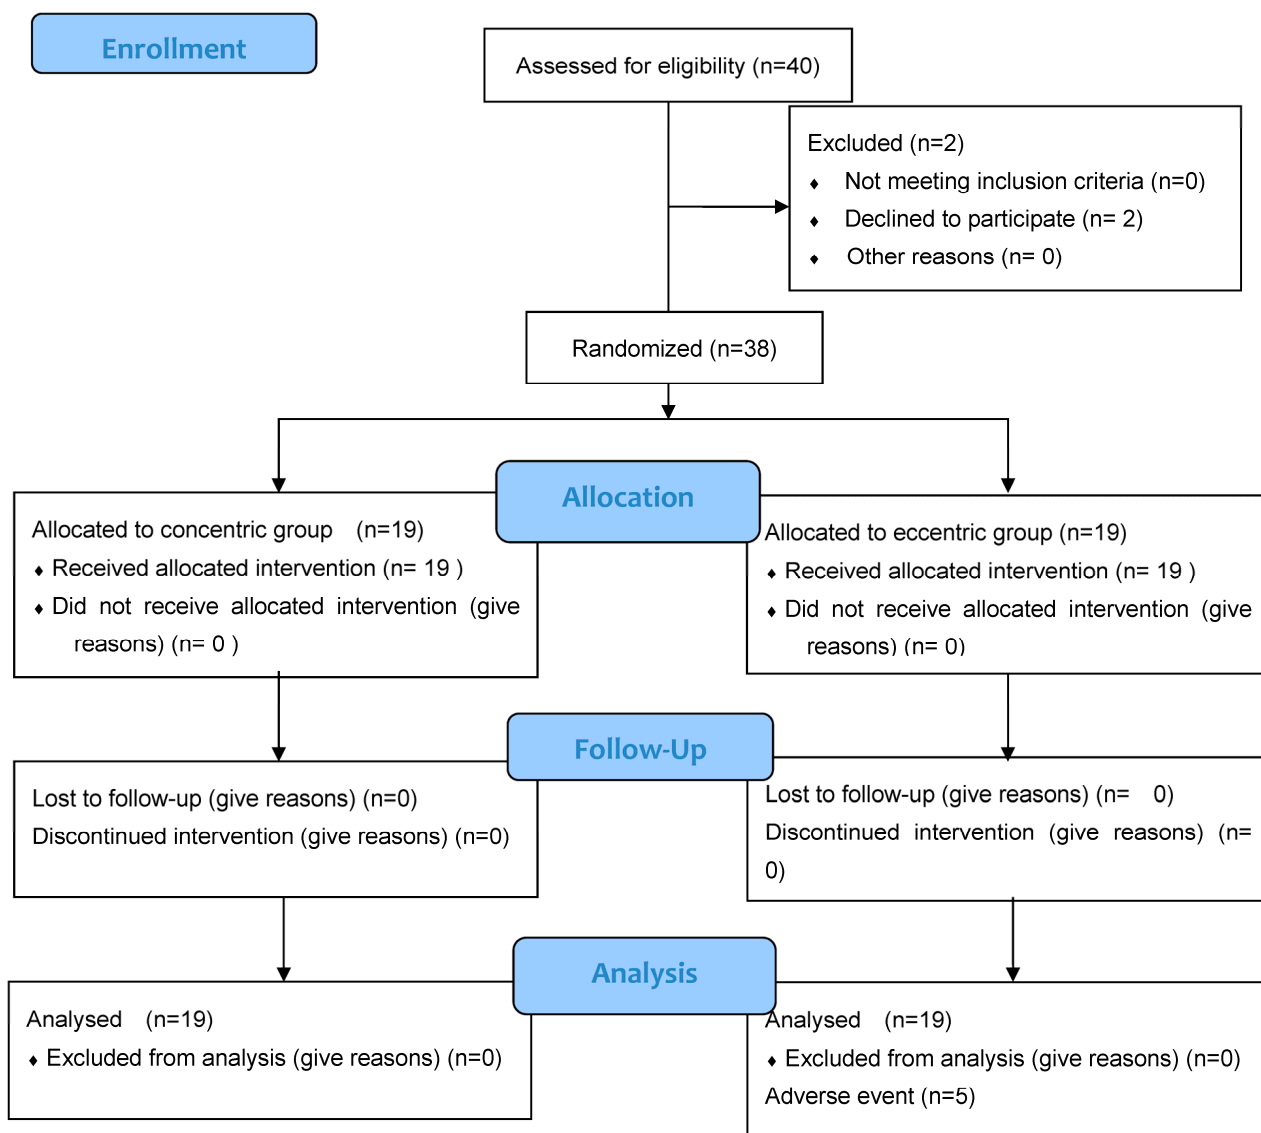 Enrollment
Assessed for eligibility (n=40)
Excluded (n=2)
♦ Not meeting inclusion criteria (n=0)
♦ Declined to participate (n= 2)
♦ Other reasons (n= 0)
Randomized (n=38)
Allocation
Allocated to concentric group (n=19)
♦ Received allocated intervention (n= 19 )
♦ Did not receive allocated intervention (give
reasons) (n= 0 )
Allocated to eccentric group (n=19)
♦ Received allocated intervention (n= 19 )
♦ Did not receive allocated intervention (give
reasons) (n= 0)
Follow-Up
Lost to follow-up (give reasons) (n=0)
Discontinued intervention (give reasons) (n=0)
Lost to follow-up (give reasons) (n= 0)
Discontinued intervention (give reasons) (n=
0)
Analysis
Analysed (n=19)
♦ Excluded from analysis (give reasons) (n=0)
Analysed (n=19)
♦ Excluded from analysis (give reasons) (n=0)
Adverse event (n=5)